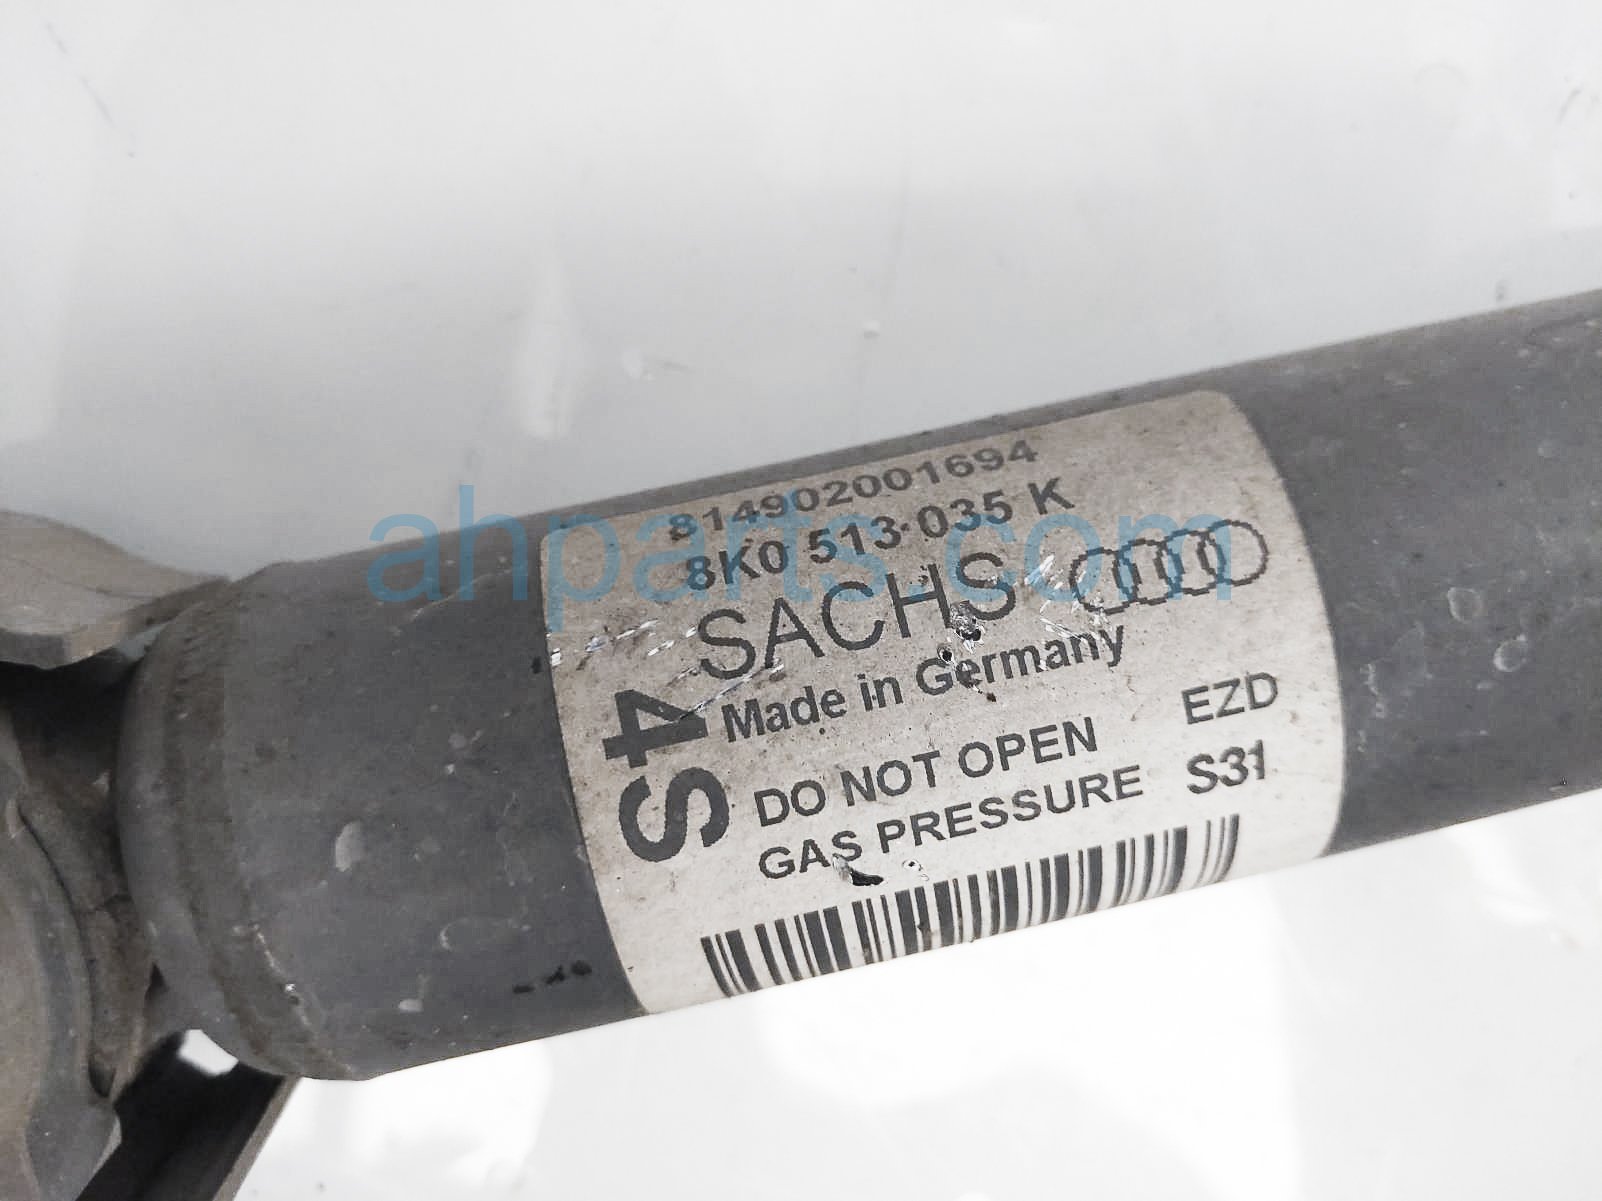 814902001694
8K0 513 035 K
SACHS
Made in Germany
S4
DO NOT OPEN
EZD
GAS PRESSURE
S31
ahparts.com